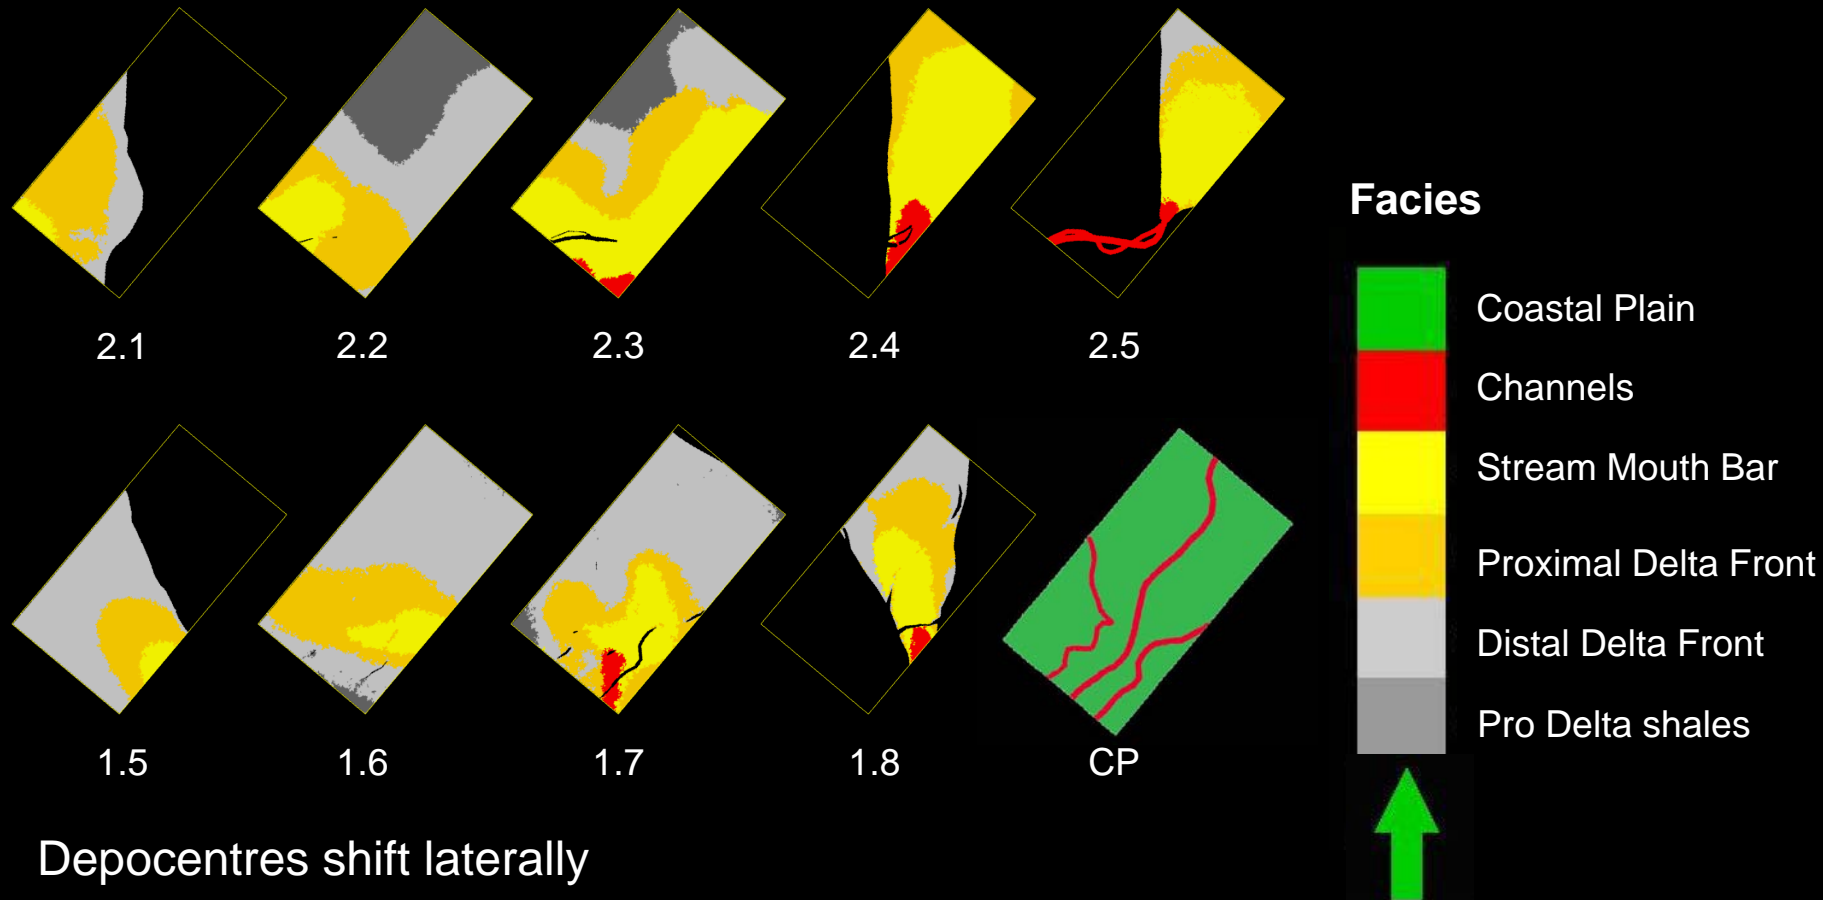 2.1
2.2
2.3
2.4
2.5
1.5
1.6
1.7
1.8
CP
Depocentres shift laterally
Facies
Coastal Plain
Channels
Stream Mouth Bar
Proximal Delta Front
Distal Delta Front
Pro Delta shales